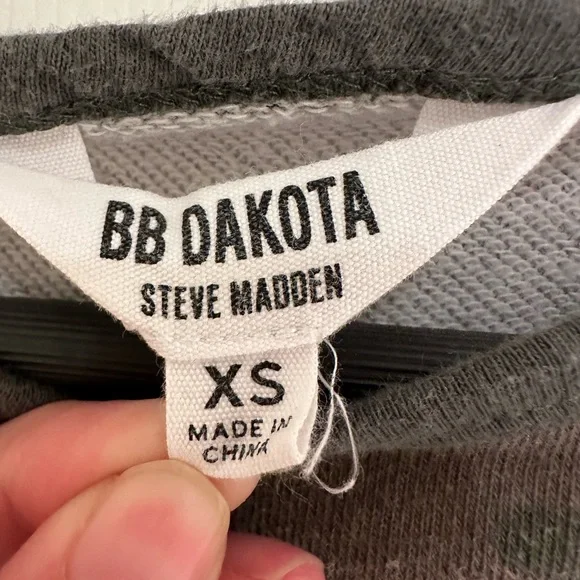 BB DAKOTA
STEVE MADDEN
XS
MADE IN
CHINA